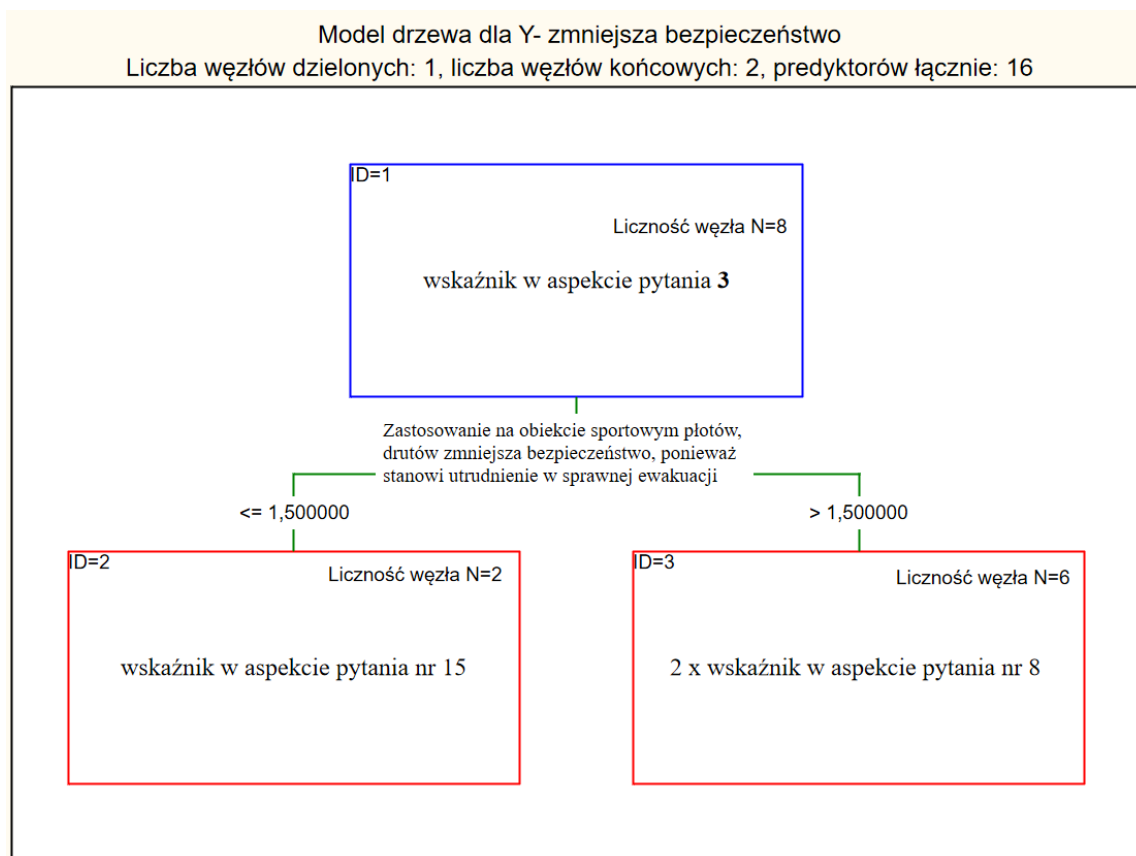 Model drzewa dla Y- zmniejsza bezpieczeństwo
Liczba węzłów dzielonych: 1, liczba węzłów końcowych: 2, predyktorów łącznie: 16
ID=1
Liczność węzła N=8
wskaźnik w aspekcie pytania 3
Zastosowanie na obiekcie sportowym płotów,
drutów zmniejsza bezpieczeństwo, ponieważ
stanowi utrudnienie w sprawnej ewakuacji
<= 1,500000
> 1,500000
ID=2
Liczność węzła N=2
wskaźnik w aspekcie pytania nr 15
ID=3
Liczność węzła N=6
2 x wskaźnik w aspekcie pytania nr 8